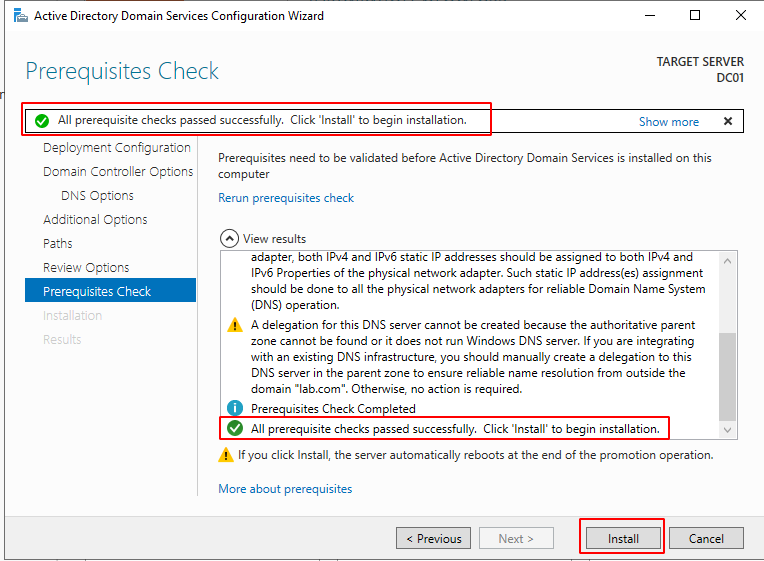 Active Directory Domain Services Configuration Wizard
Prerequisites Check
TARGET SERVER
DC01
All prerequisite checks passed successfully.  Click 'Install' to begin installation.
Show more
Deployment Configuration
Domain Controller Options
DNS Options
Additional Options
Paths
Review Options
Prerequisites Check
Installation
Results
Prerequisites need to be validated before Active Directory Domain Services is installed on this
computer
Rerun prerequisites check
View results
adapter, both IPv4 and IPv6 static IP addresses should be assigned to both IPv4 and
IPv6 Properties of the physical network adapter. Such static IP address(es) assignment
should be done to all the physical network adapters for reliable Domain Name System
(DNS) operation.
A delegation for this DNS server cannot be created because the authoritative parent
zone cannot be found or it does not run Windows DNS server. If you are integrating
with an existing DNS infrastructure, you should manually create a delegation to this
DNS server in the parent zone to ensure reliable name resolution from outside the
domain "lab.com". Otherwise, no action is required.
Prerequisites Check Completed
All prerequisite checks passed successfully.  Click 'Install' to begin installation.
If you click Install, the server automatically reboots at the end of the promotion operation.
More about prerequisites
< Previous
Next >
Install
Cancel